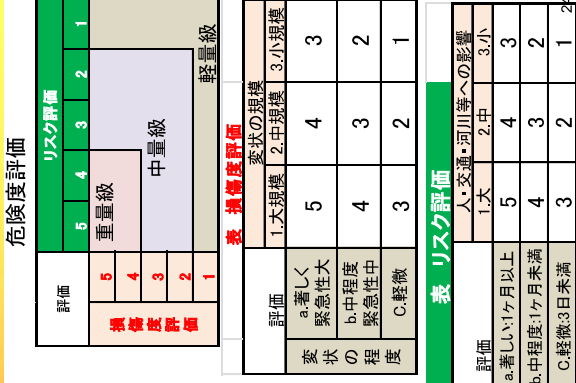 危険度評価
評価
リスク評価
5 4 3 2 1
損傷度評価
5
4
3
2
1
重量級
中量級
軽量級
表 損傷度評価
評価
変状の規模
1.大規模 2.中規模 3.小規模
変状の程度
a.著しく
緊急性大
5 4 3
b.中程度
緊急性中
4 3 2
C.軽微
3 2 1
表 リスク評価
評価
人・交通・河川等への影響
1.大 2.中 3.小
a.著しい:1ヶ月以上
5 4 3
b.中程度:1ヶ月未満
4 3 2
C.軽微:3日未満
3 2 1